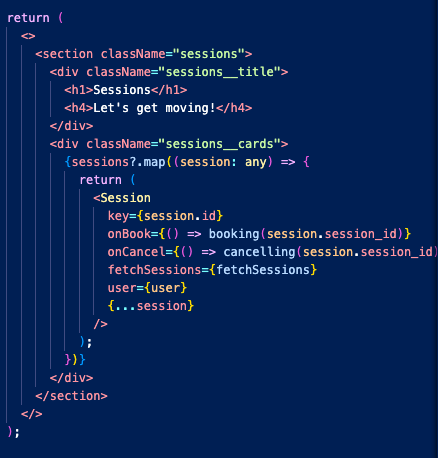 return (
<>
<section className="sessions">
<div className="sessions__title">
<h1>Sessions</h1>
<h4>Let's get moving!</h4>
</div>
<div className="sessions__cards">
{sessions?.map((session: any) => {
return (
<Session
key={session.id}
onBook={() => booking(session.session_id)}
onCancel={() => cancelling(session.session_id)
fetchSessions={fetchSessions}
user={user}
{...session}
/>
);
})}
</div>
</section>
</>
);